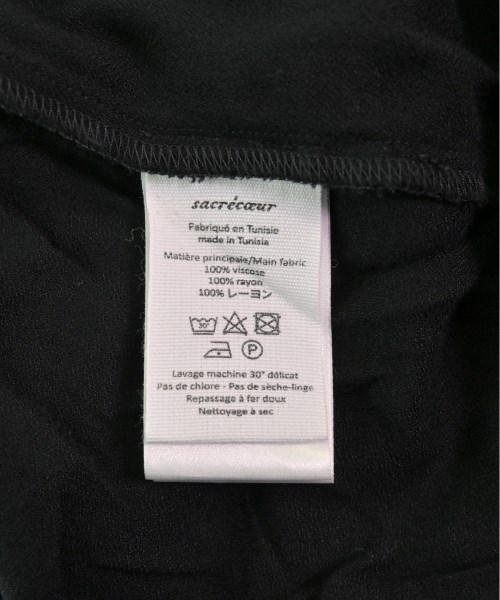 sacrécœur
Fabriqué en Tunisie
made in Tunisia
Matière principale/Main fabric
100% viscose
100% rayon
100% レーヨン
30°
P
Lavage machine 30° délicat
Pas de chlore - Pas de sèche-linge
Repassage à fer doux
Nettoyage à sec